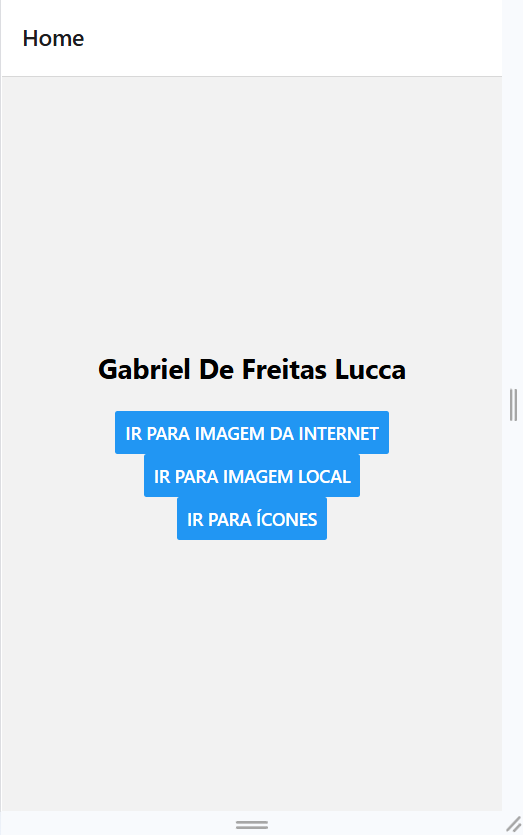 Home
Gabriel De Freitas Lucca
IR PARA IMAGEM DA INTERNET
IR PARA IMAGEM LOCAL
IR PARA ÍCONES